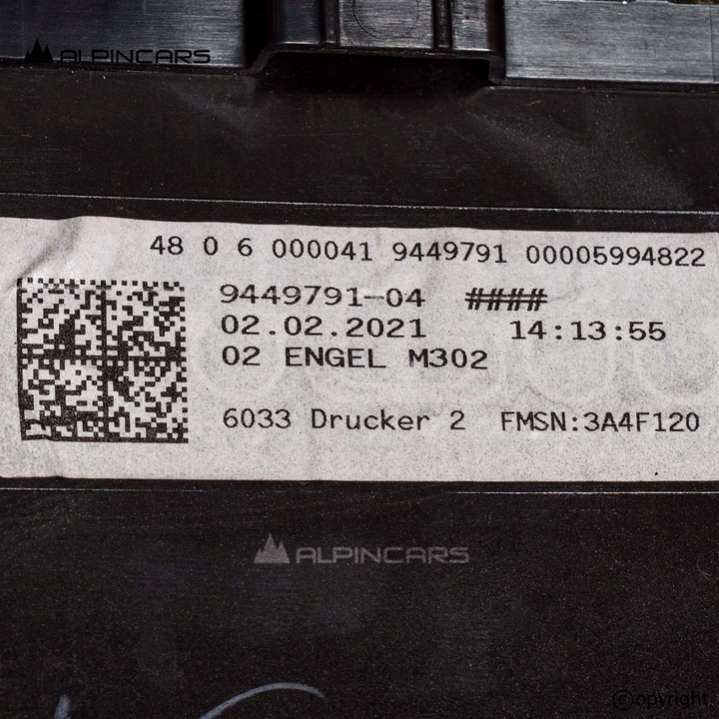 ALPINCARS
48 0 6 000041 9449791 00005994822
9449791-04 ####
02.02.2021 14:13:55
02 ENGEL M302
6033 Drucker 2 FMSN:3A4F120
ALPINCARS
(c)opyright